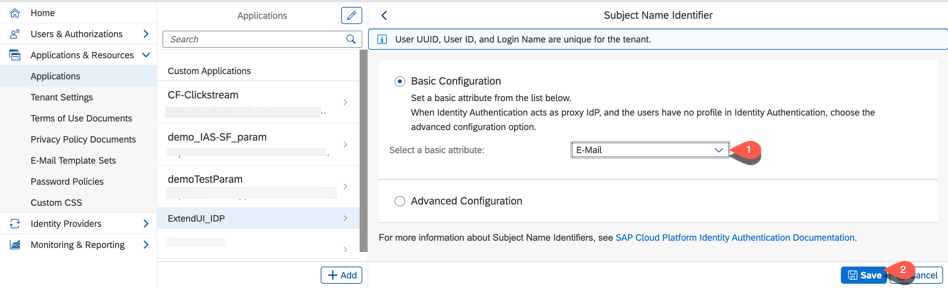 Home
Users & Authorizations
Applications & Resources
Applications
Tenant Settings
Terms of Use Documents
Privacy Policy Documents
E-Mail Template Sets
Password Policies
Custom CSS
Identity Providers
Monitoring & Reporting
Applications
Search
Custom Applications
CF-Clickstream
demo_IAS-SF_param
demoTestParam
ExtendUI_IDP
Add
Subject Name Identifier
User UUID, User ID, and Login Name are unique for the tenant.
Basic Configuration
Set a basic attribute from the list below.
When Identity Authentication acts as proxy IdP, and the users have no profile in Identity Authentication, choose the
advanced configuration option.
Select a basic attribute: E-Mail 1
Advanced Configuration
For more information about Subject Name Identifiers, see SAP Cloud Platform Identity Authentication Documentation.
Save 2